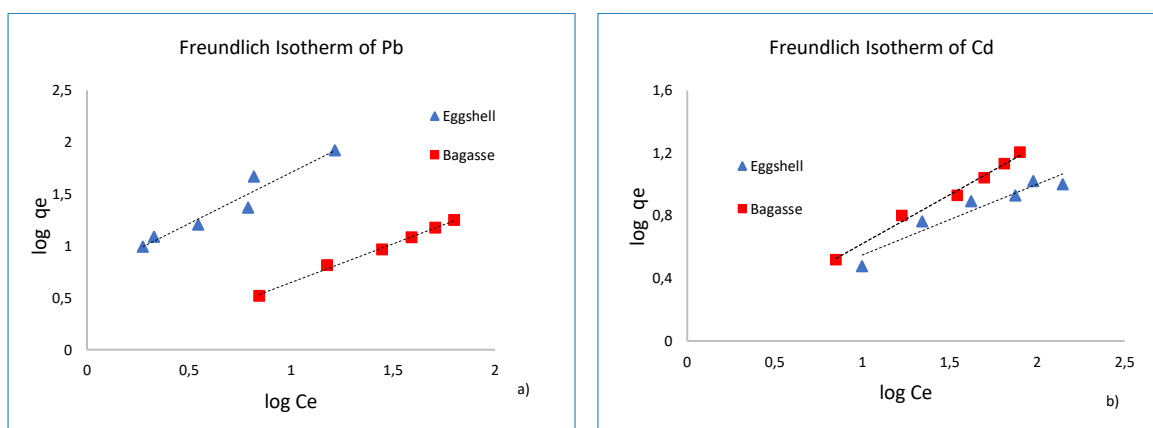 Freundlich Isotherm of Pb
2,5
2
1,5
1
0,5
0
0
0,5
1
1,5
2
log qe
log Ce
Eggshell
Bagasse
a)
Freundlich Isotherm of Cd
1,6
1,2
0,8
0,4
0
0
0,5
1
1,5
2
2,5
log qe
log Ce
Eggshell
Bagasse
b)